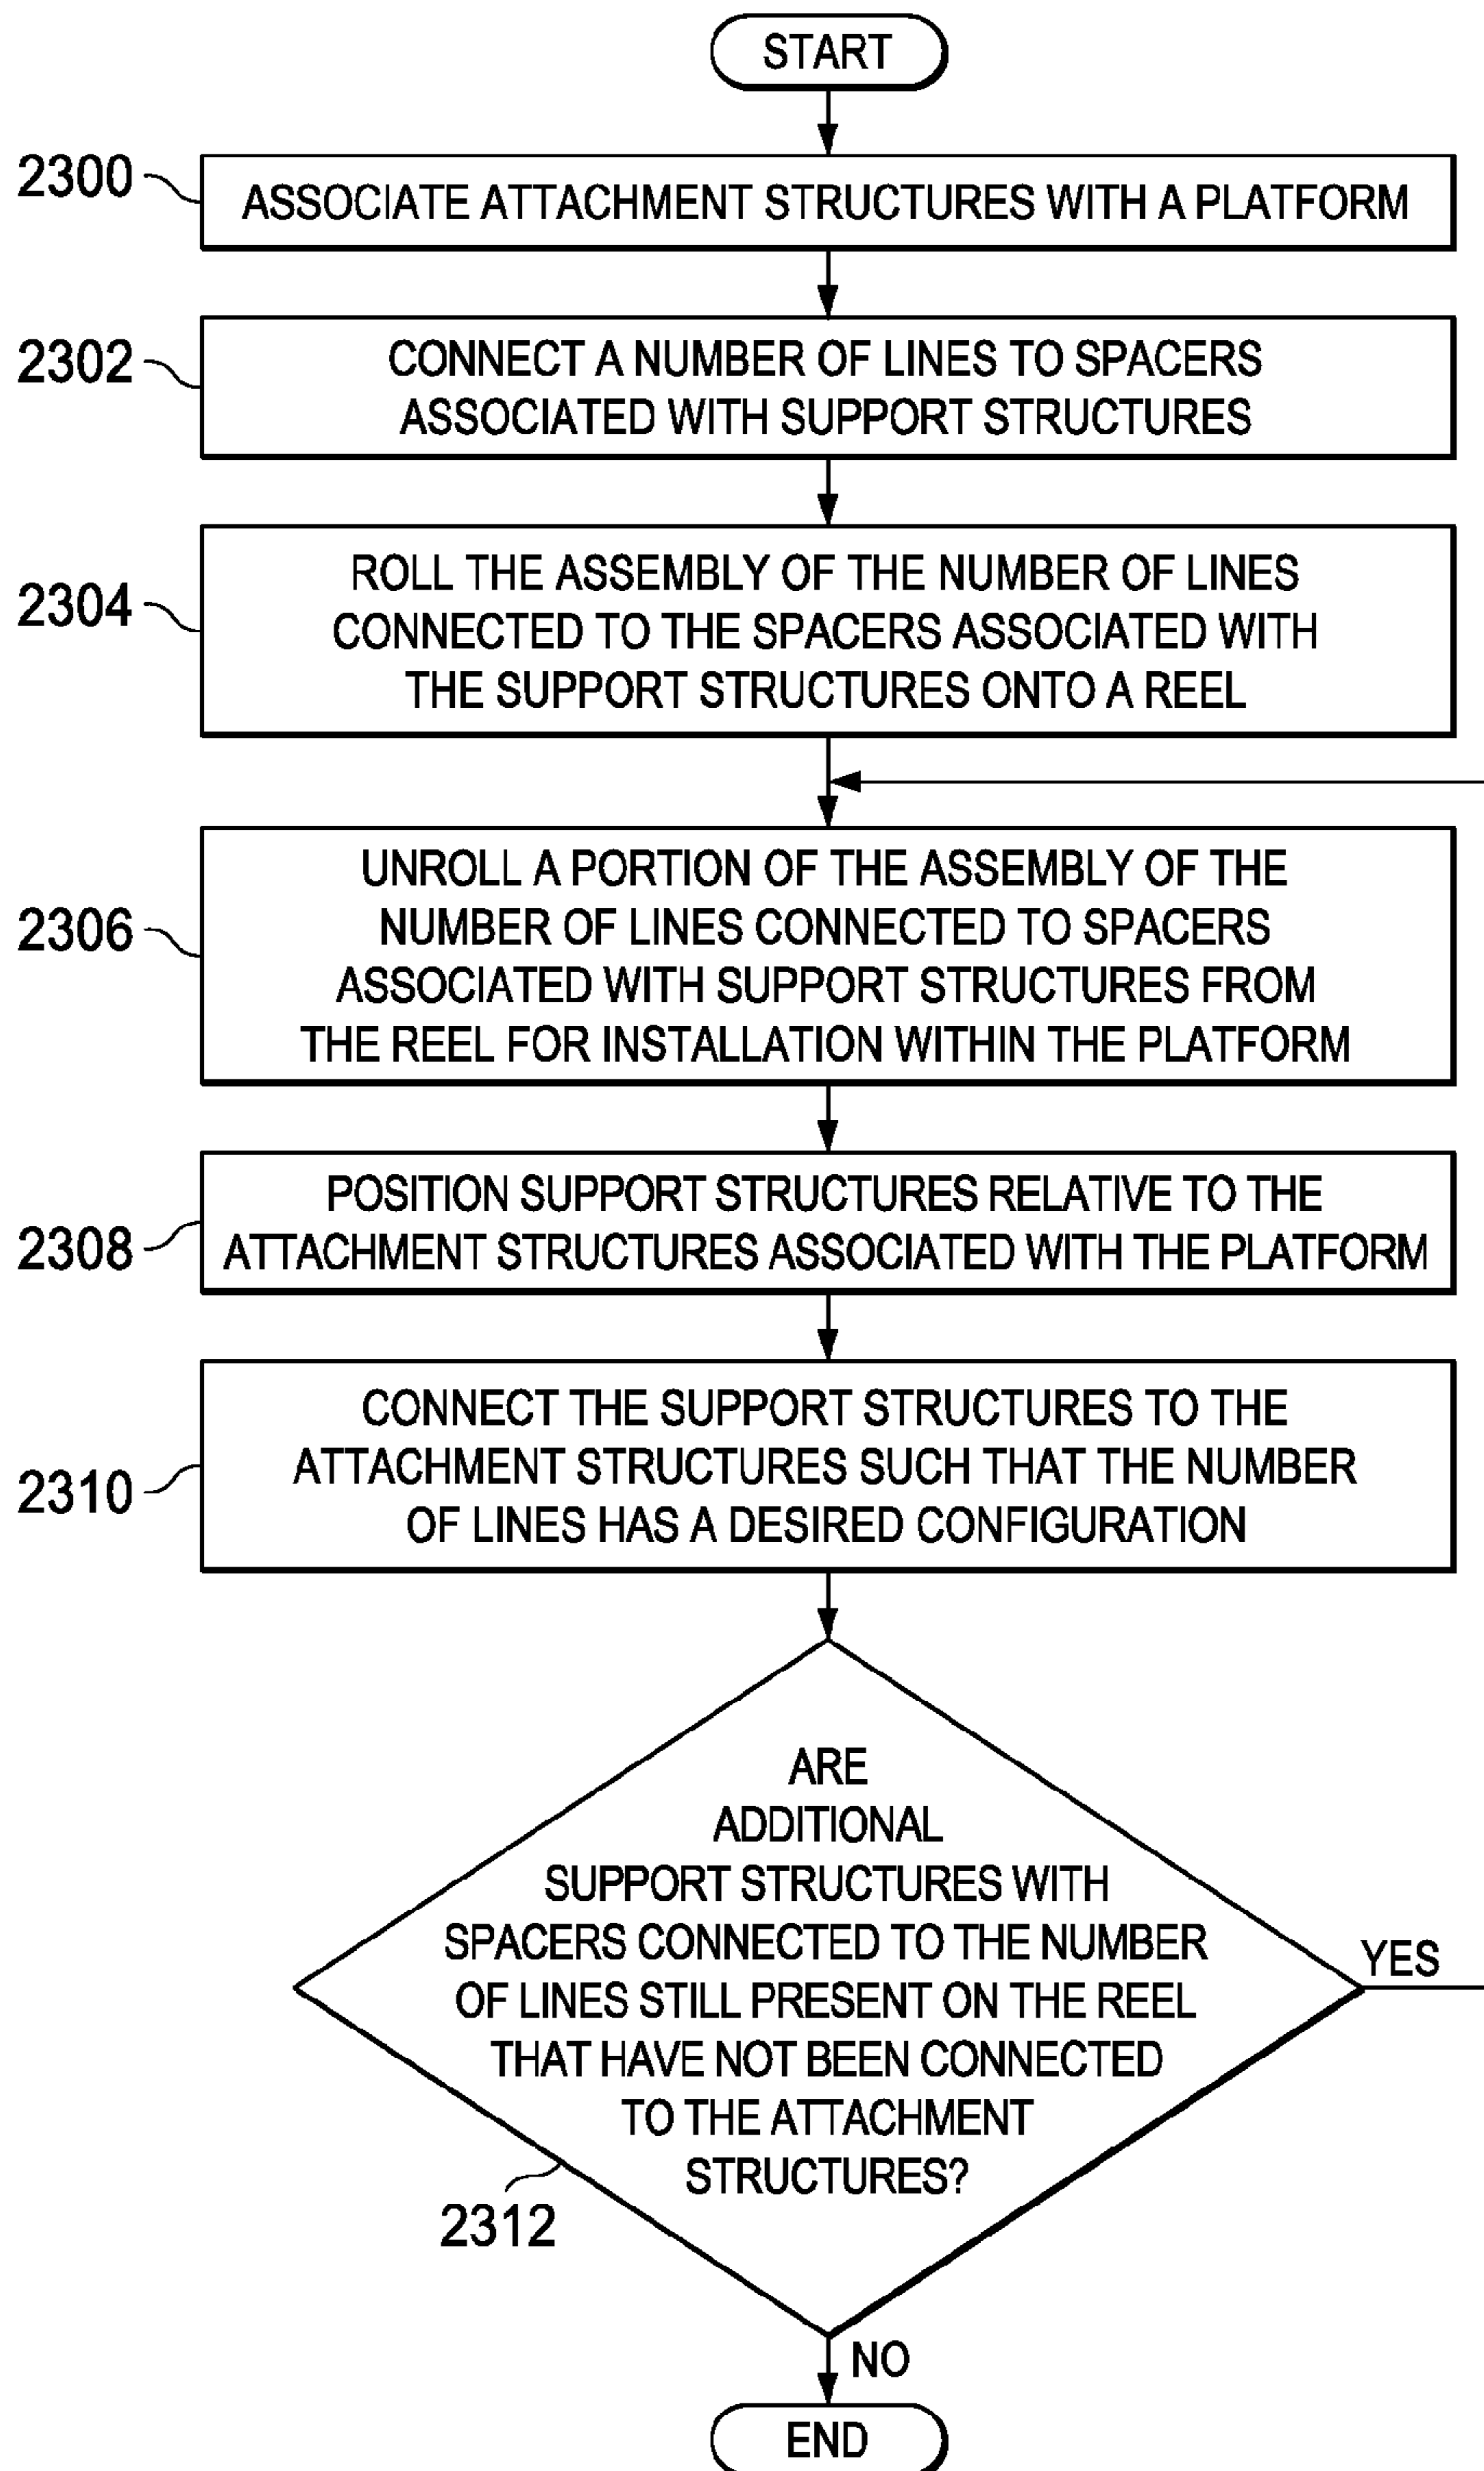 START
2300
ASSOCIATE ATTACHMENT STRUCTURES WITH A PLATFORM
2302
CONNECT A NUMBER OF LINES TO SPACERS
ASSOCIATED WITH SUPPORT STRUCTURES
2304
ROLL THE ASSEMBLY OF THE NUMBER OF LINES
CONNECTED TO THE SPACERS ASSOCIATED WITH
THE SUPPORT STRUCTURES ONTO A REEL
2306
UNROLL A PORTION OF THE ASSEMBLY OF THE
NUMBER OF LINES CONNECTED TO SPACERS
ASSOCIATED WITH SUPPORT STRUCTURES FROM
THE REEL FOR INSTALLATION WITHIN THE PLATFORM
2308
POSITION SUPPORT STRUCTURES RELATIVE TO THE
ATTACHMENT STRUCTURES ASSOCIATED WITH THE PLATFORM
2310
CONNECT THE SUPPORT STRUCTURES TO THE
ATTACHMENT STRUCTURES SUCH THAT THE NUMBER
OF LINES HAS A DESIRED CONFIGURATION
ARE
ADDITIONAL
SUPPORT STRUCTURES WITH
SPACERS CONNECTED TO THE NUMBER
OF LINES STILL PRESENT ON THE REEL
THAT HAVE NOT BEEN CONNECTED
TO THE ATTACHMENT
STRUCTURES?
YES
2312
NO
END